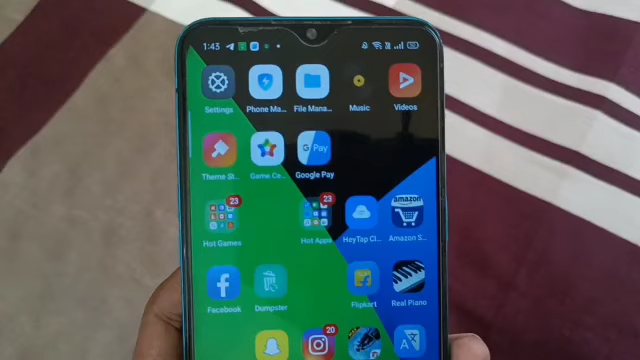 1:43
Settings
Phone Ma...
File Mana...
Music
Videos
Theme St...
Game Ce...
G Pay
Google Pay
23
23
Hot Games
Hot Apps
HeyTap Cl...
amazon
Amazon S...
Facebook
Dumpster
Flipkart
Real Piano
20